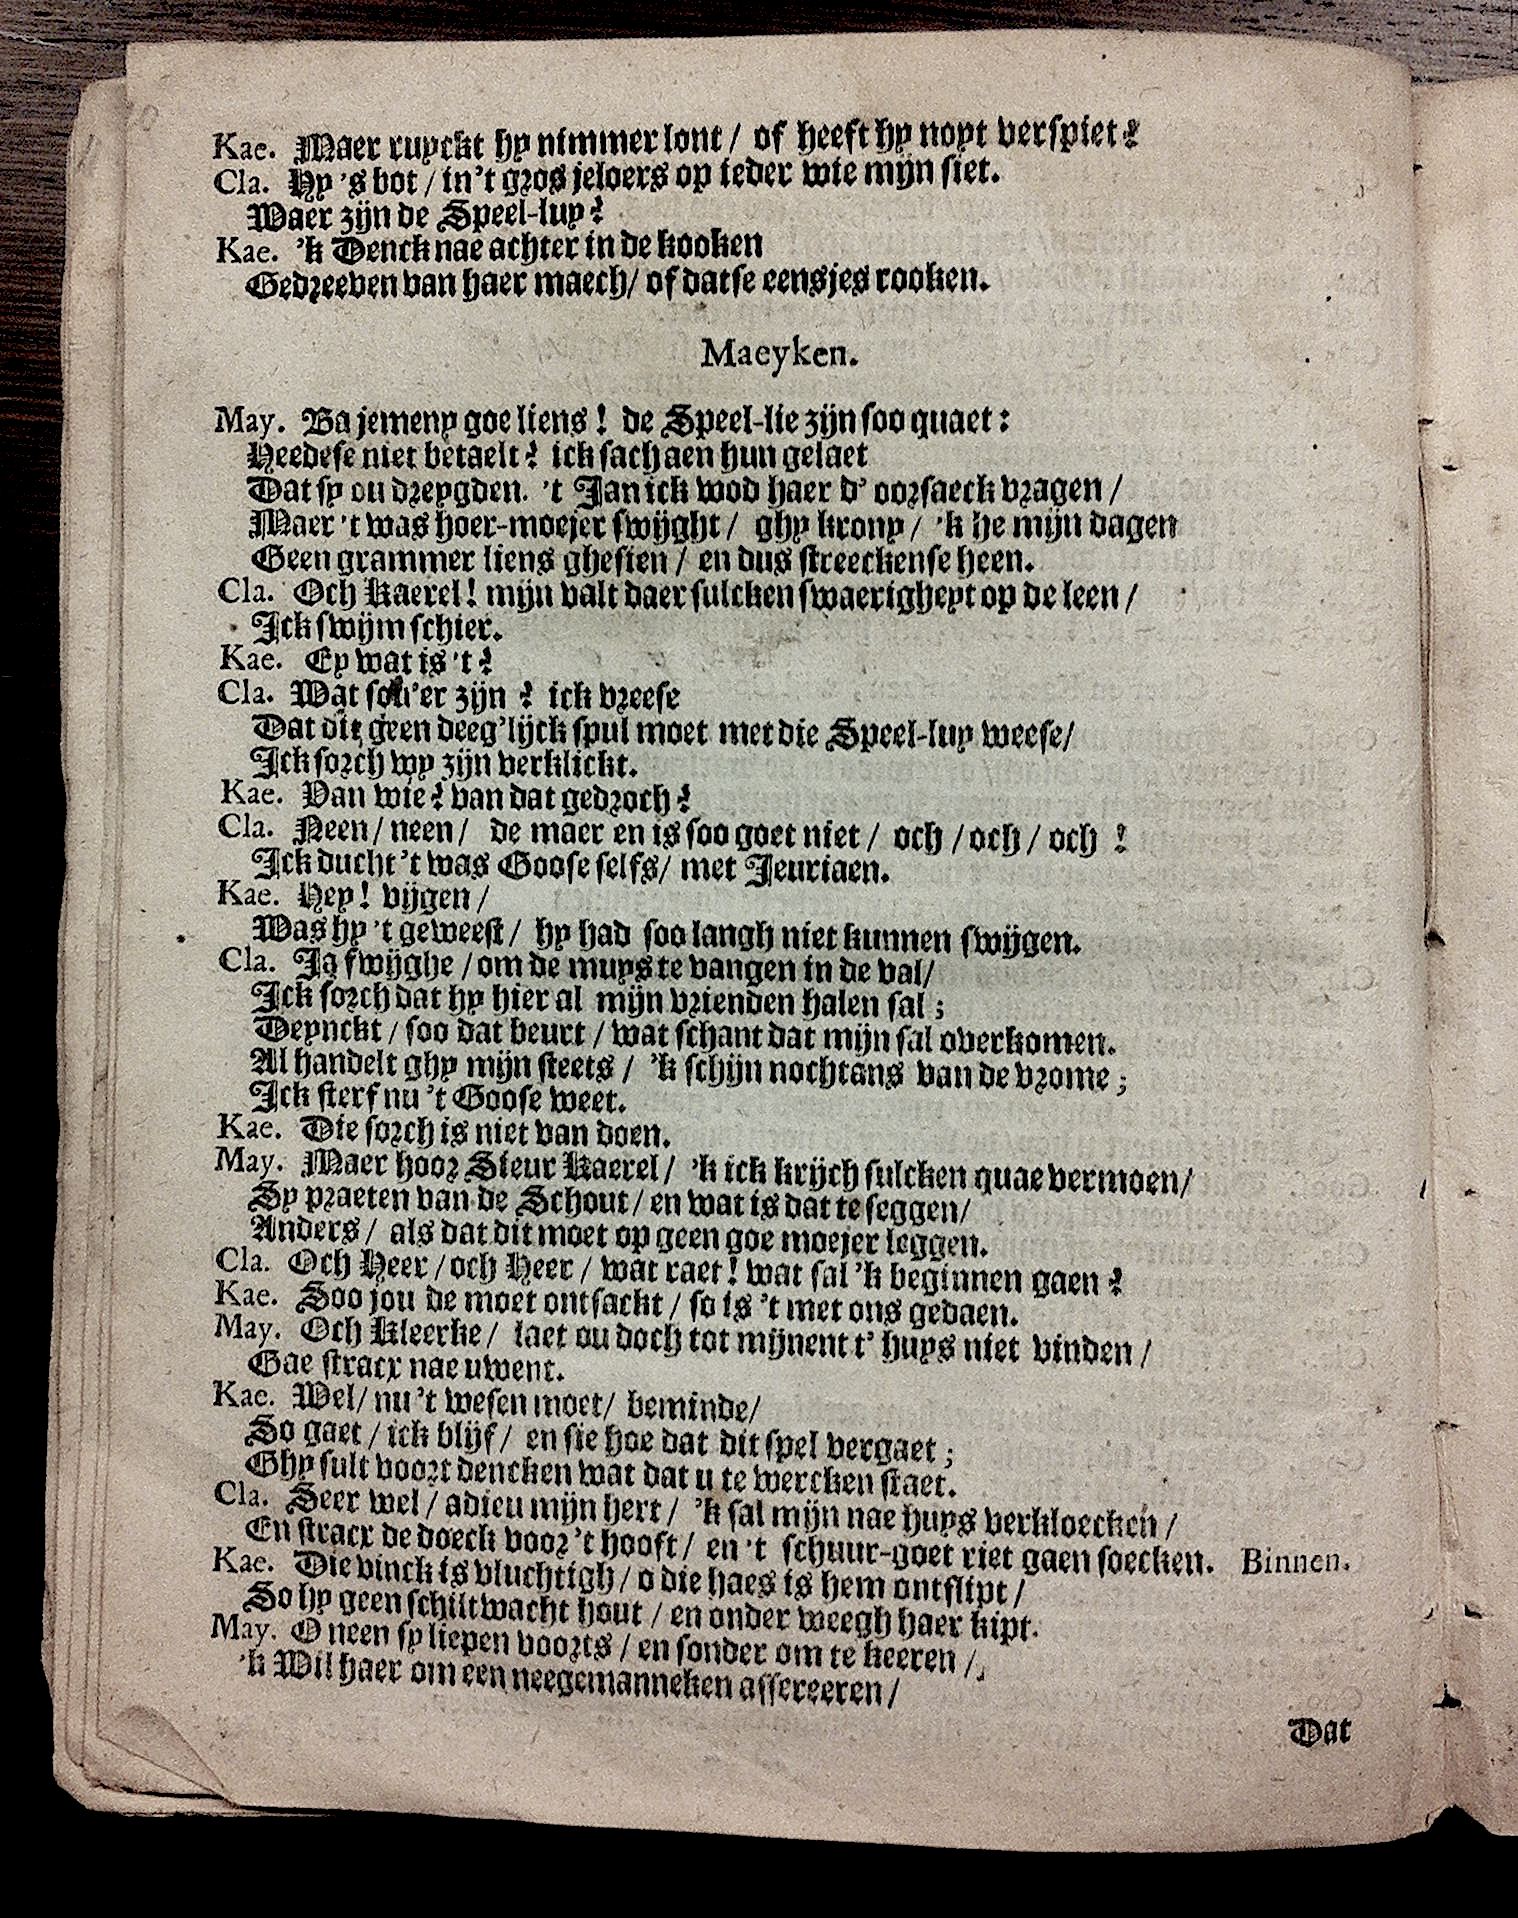 Kae. Maer ruyckt hy nimmer lont / of heeft hy noyt verspiet?
Cla. Hy 's bot / in 't gros jeloers op ieder wie mijn siet.
Waer zijn de Speel-luy?
Kae. 'k Denck nae achter in de kooken
Gedreeven van haer maech / of datse eensjes rooken.
Maeyken.
May. Ba jemeny goe liens! de Speel-lie zijn soo quaet:
Heedese niet betaelt? ick sach aen hun gelaet
Dat sy ou dreygden. 't Jan ick wod haer d' oorsaeck vragen /
Maer 't was hoer-moejer swijght / ghy krony / 'k he mijn dagen
Geen grammer liens ghesien / en dus streeckense heen.
Cla. Och Kaerel! mijn valt daer sulcken swaerigheyt op de leen /
Ick swijm schier.
Kae. Ey wat is 't?
Cla. Wat sou'er zijn? ick vreese
Dat dit geen deeg'lijck spul moet met die Speel-luy weese /
Ick sorch wy zijn verklickt.
Kae. Van wie? van dat gedroch?
Cla. Neen / neen / de maer en is soo goet niet / och / och / och!
Ick ducht 't was Goose selfs / met Jeuriaen.
Kae. Hey! vijgen /
Was hy 't geweest / hy had soo langh niet kunnen swijgen.
Cla. Ja swijghe / om de muys te vangen in de val /
Ick sorch dat hy hier al mijn vrienden halen sal;
Deynckt / soo dat beurt / wat schant dat mijn sal overkomen.
Al handelt ghy mijn steets / 'k schijn nochtans van de vrome;
Ick sterf nu 't Goose weet.
Kae. Die sorch is niet van doen.
May. Maer hoor Sieur Kaerel / 'k ick krijch sulcken quae vermoen /
Sy praeten van de Schout / en wat is dat te seggen /
Anders / als dat dit moet op geen goe moejer leggen.
Cla. Och Heer / och Heer / wat raet! wat sal 'k beginnen gaen?
Kae. Soo jou de moet ontsackt / so is 't met ons gedaen.
May. Och Kleerke / laet ou doch tot mijnent t' huys niet vinden /
Gae stracx nae uwent.
Kae. Wel / nu 't wesen moet / beminde /
So gaet / ick blijf / en sie hoe dat dit spel vergaet;
Ghy sult voort dencken wat dat u te wercken staet.
Cla. Seer wel / adieu mijn hert / 'k sal mijn nae huys verkloecken /
En stracx de doeck voor 't hooft / en 't schuur-goet riet gaen soecken. Binnen.
Kae. Die vinck is vluchtigh / o die haes is hem ontslipt /
So hy geen schiltwacht hout / en onder weegh haer kipt.
May. O neen sy liepen voorts / en sonder om te keeren /
'k Wil haer om een neegemanneken assereeren /
Dat